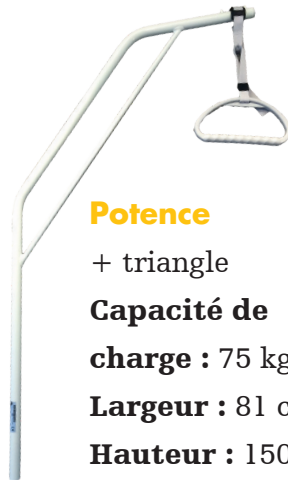 Potence
+ triangle
Capacité de
charge : 75 kg
Largeur : 81 c
Hauteur : 150